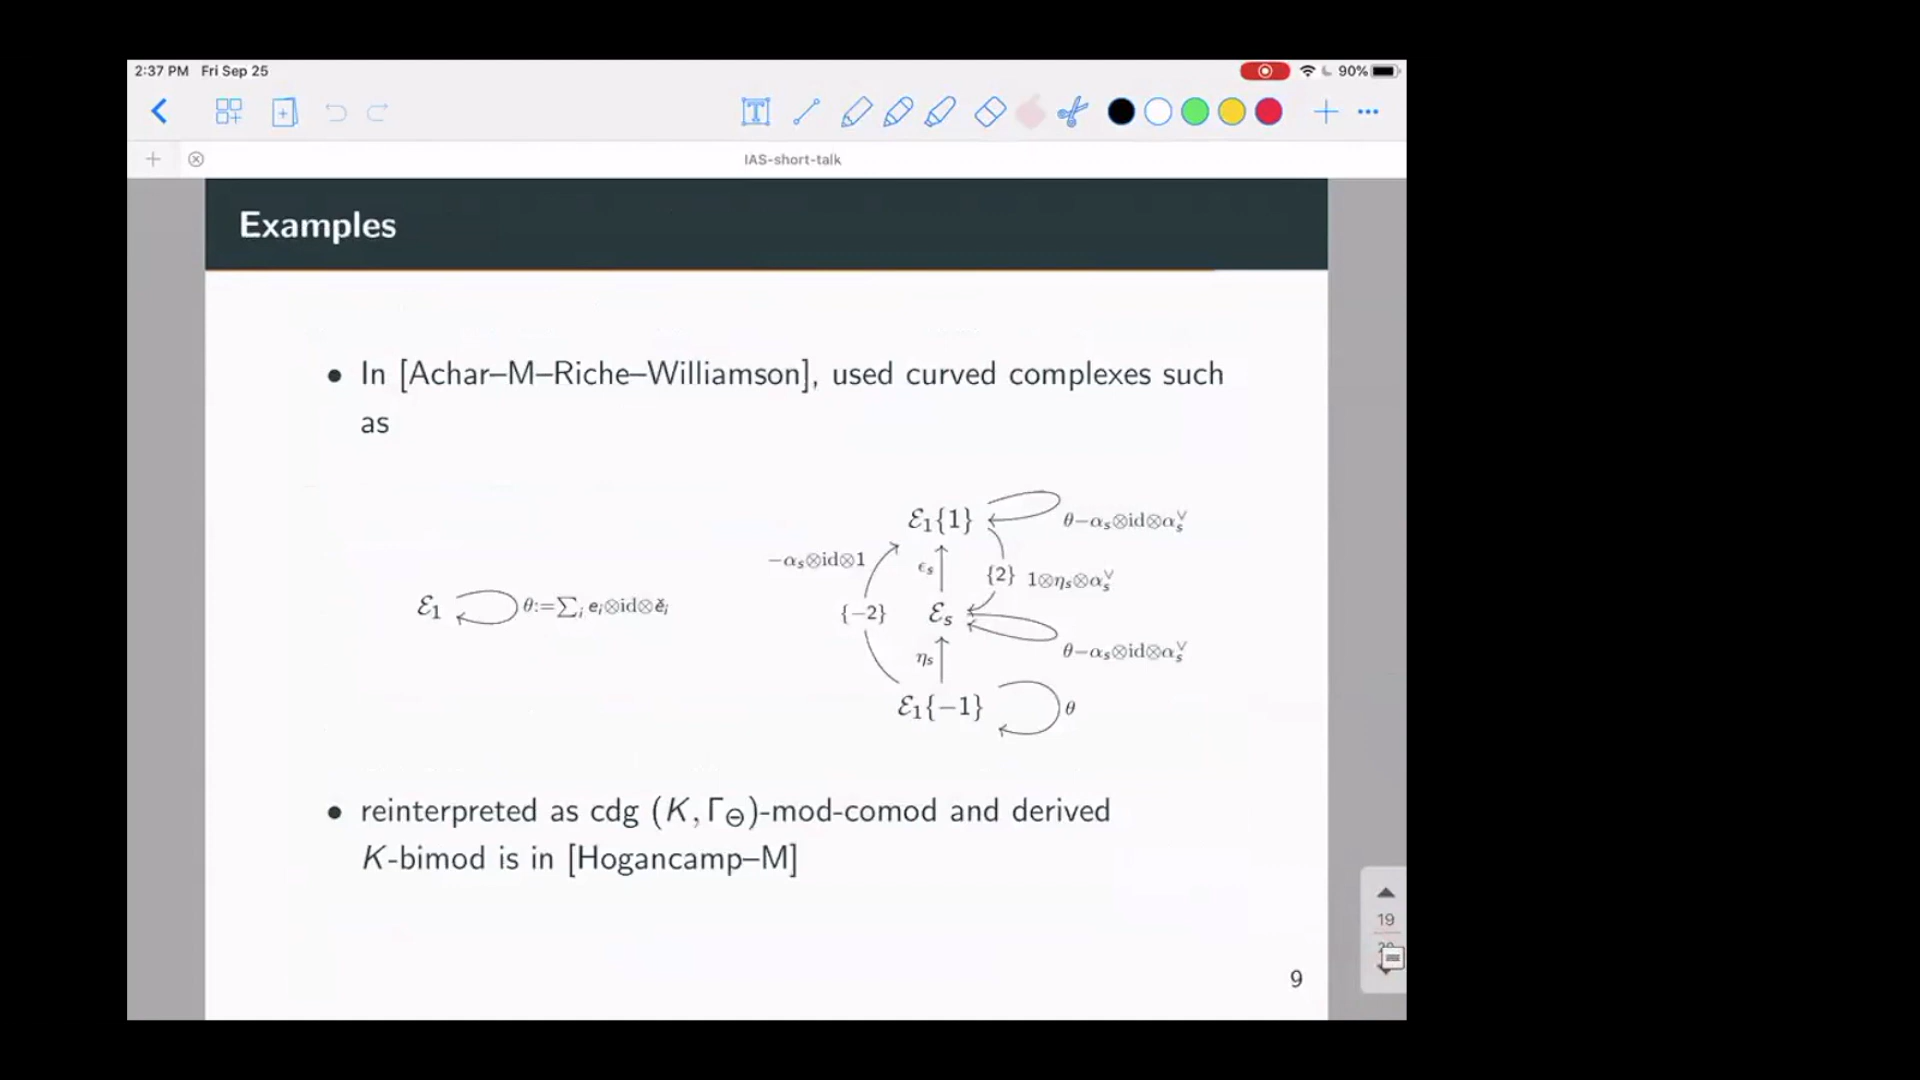 2:37 PM Fri Sep 25
90%
IAS-short-talk
Examples
• In [Achar–M–Riche–Williamson], used curved complexes such
as
ℰ₁ θ:=∑ᵢ eᵢ⊗id⊗ěᵢ
ℰ₁{1} θ−αₛ⊗id⊗αₛ^∨
−αₛ⊗id⊗1
ϵₛ {2} 1⊗ηₛ⊗αₛ^∨
{−2} ℰₛ
ηₛ θ−αₛ⊗id⊗αₛ^∨
ℰ₁{−1} θ
• reinterpreted as cdg (K, Γ_Θ)-mod-comod and derived
K-bimod is in [Hogancamp–M]
19
9